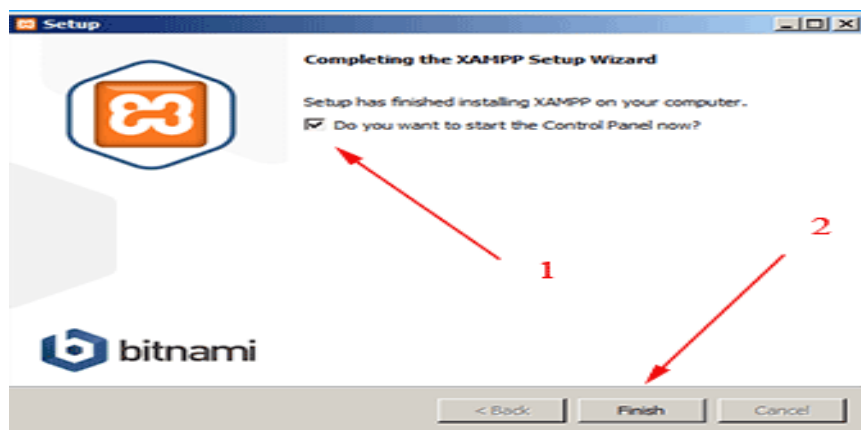 Setup
Completing the XAMPP Setup Wizard
Setup has finished installing XAMPP on your computer.
Do you want to start the Control Panel now?
2
1
bitnami
< Back Finish Cancel